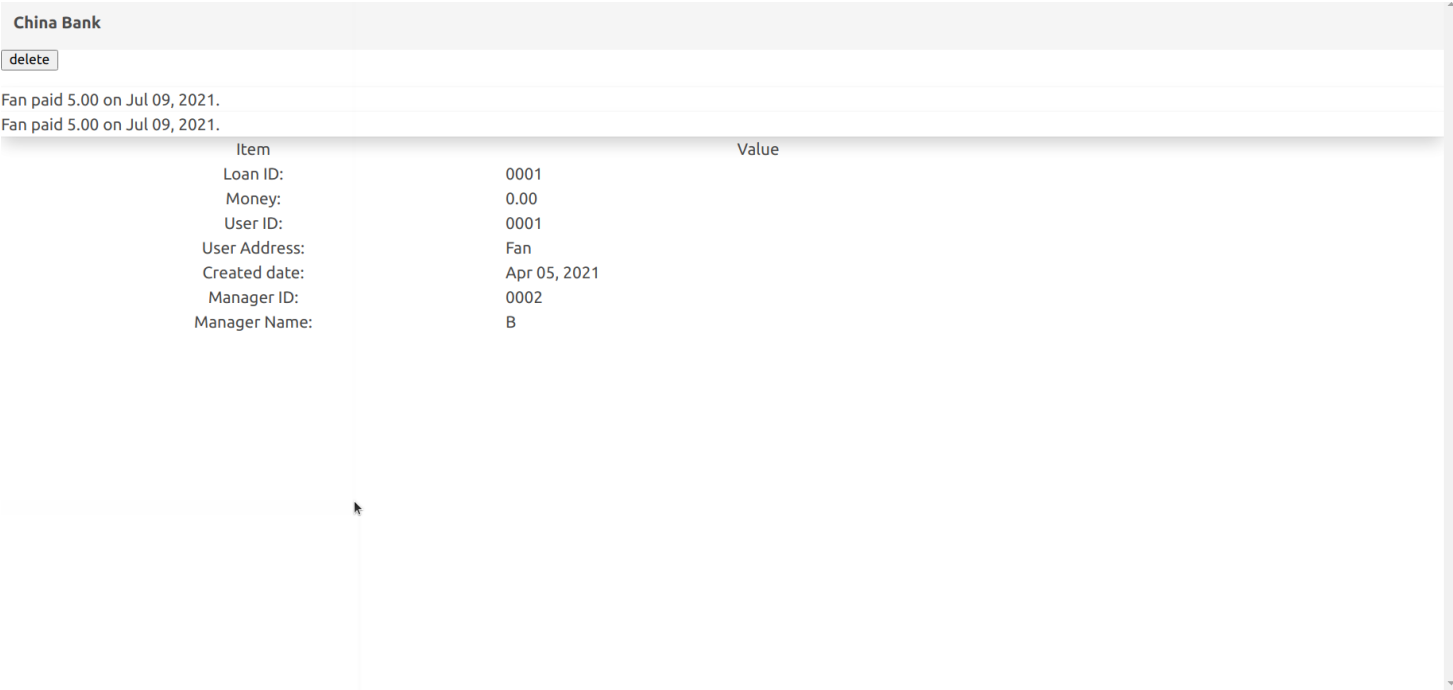 China Bank
delete
Fan paid 5.00 on Jul 09, 2021.
Fan paid 5.00 on Jul 09, 2021.
Item Value
Loan ID: 0001
Money: 0.00
User ID: 0001
User Address: Fan
Created date: Apr 05, 2021
Manager ID: 0002
Manager Name: B